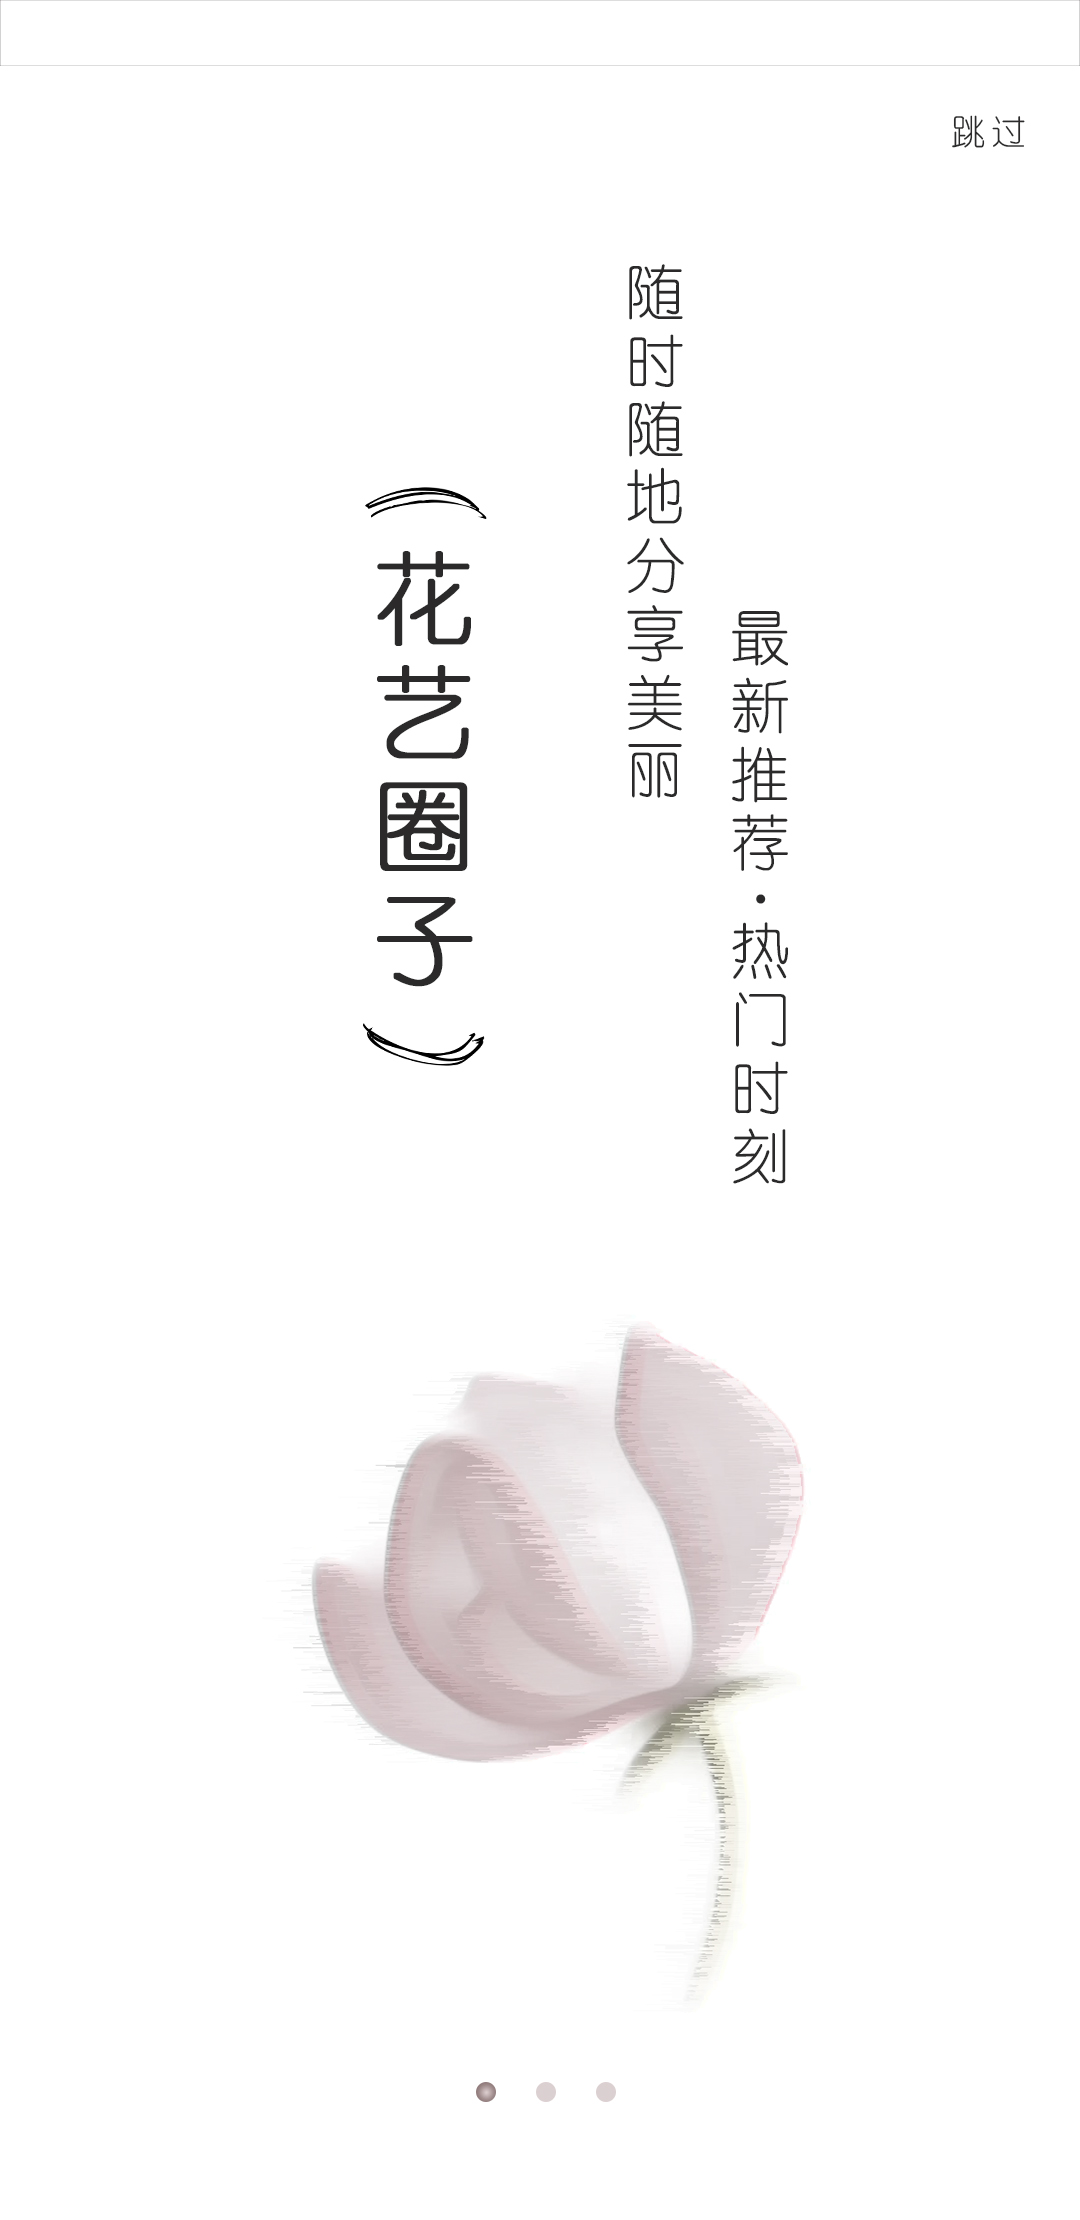 跳过
最新推荐·热门时刻
随时随地分享美丽
（花艺圈子）